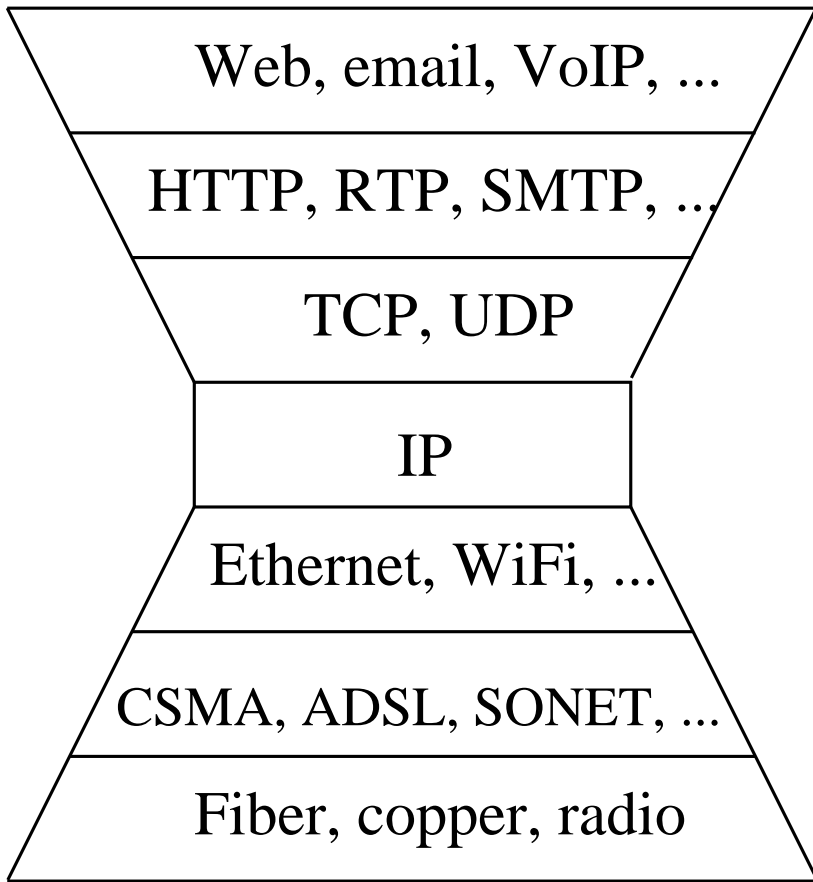 Web, email, VoIP, ...
HTTP, RTP, SMTP, ...
TCP, UDP
IP
Ethernet, WiFi, ...
CSMA, ADSL, SONET, ...
Fiber, copper, radio